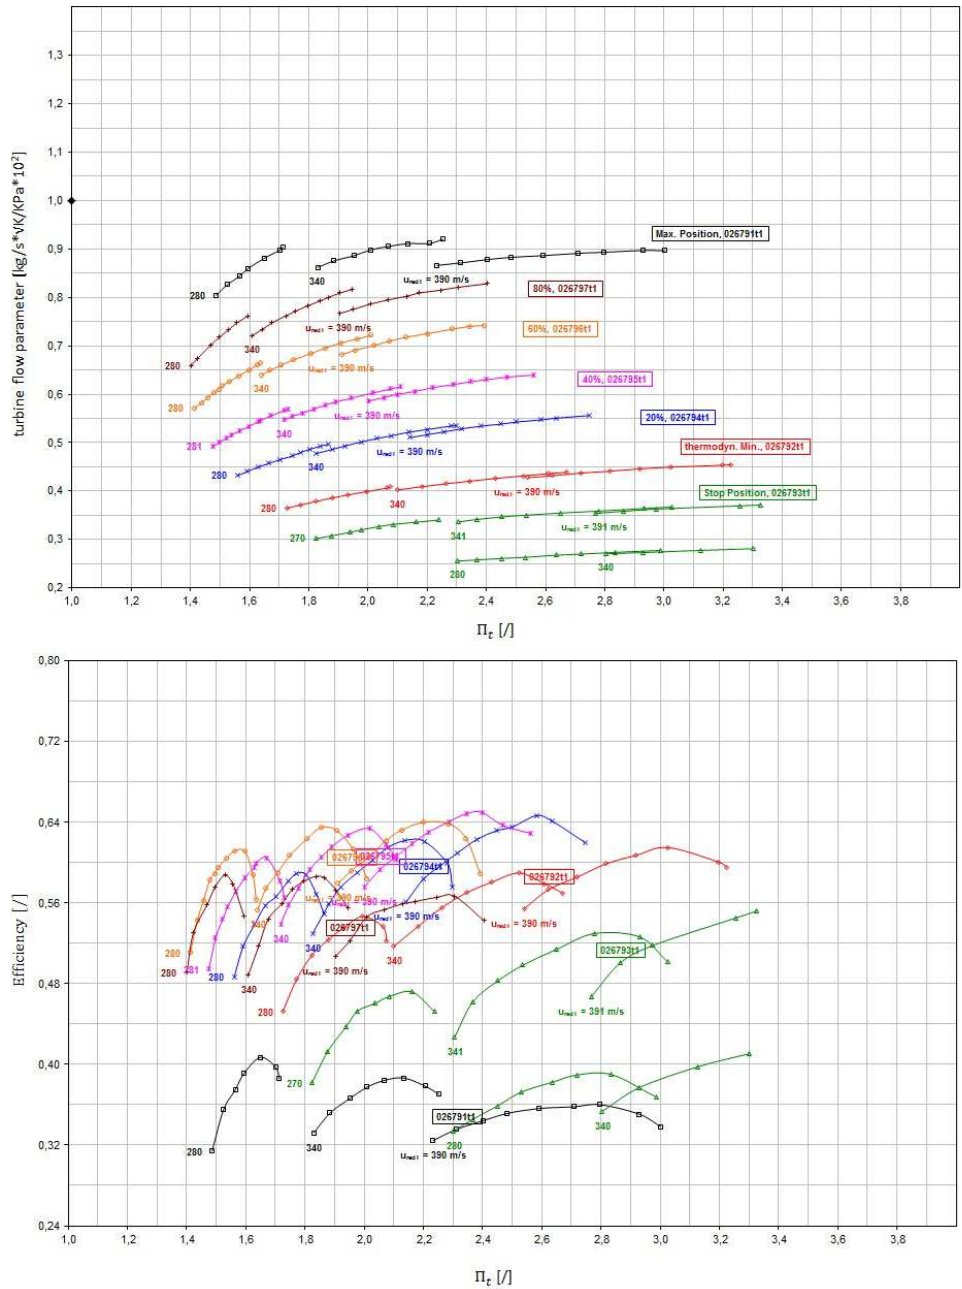 1,3
1,2
1,1
1,0
0,9
0,8
0,7
0,6
0,5
0,4
0,3
0,2
turbine flow parameter [kg/s*√K/KPa*10²]
Max. Position, 026791t1
280
340
u = 390 m/s
80%, 026797t1
280
340
u = 390 m/s
60%, 026796t1
280
340
u = 390 m/s
40%, 026795t1
281
340
u = 390 m/s
20%, 026794t1
280
340
u = 390 m/s
thermodyn. Min., 026792t1
280
340
u = 390 m/s
Stop Position, 026793t1
270
341
u = 391 m/s
280
340
1,0 1,2 1,4 1,6 1,8 2,0 2,2 2,4 2,6 2,8 3,0 3,2 3,4 3,6 3,8
Πt [/]
0,80
0,72
0,64
0,56
0,48
0,40
0,32
0,24
Efficiency [/]
026795t1
026794t1
026792t1
= 390 m/s
= 390 m/s
= 390 m/s
026797t1
u = 390 m/s
026793t1
280
280
281
280
340
340
340
u = 390 m/s
340
280
u = 391 m/s
341
270
026791t1
340
280
340
280
u = 390 m/s
1,0 1,2 1,4 1,6 1,8 2,0 2,2 2,4 2,6 2,8 3,0 3,2 3,4 3,6 3,8
Πt [/]